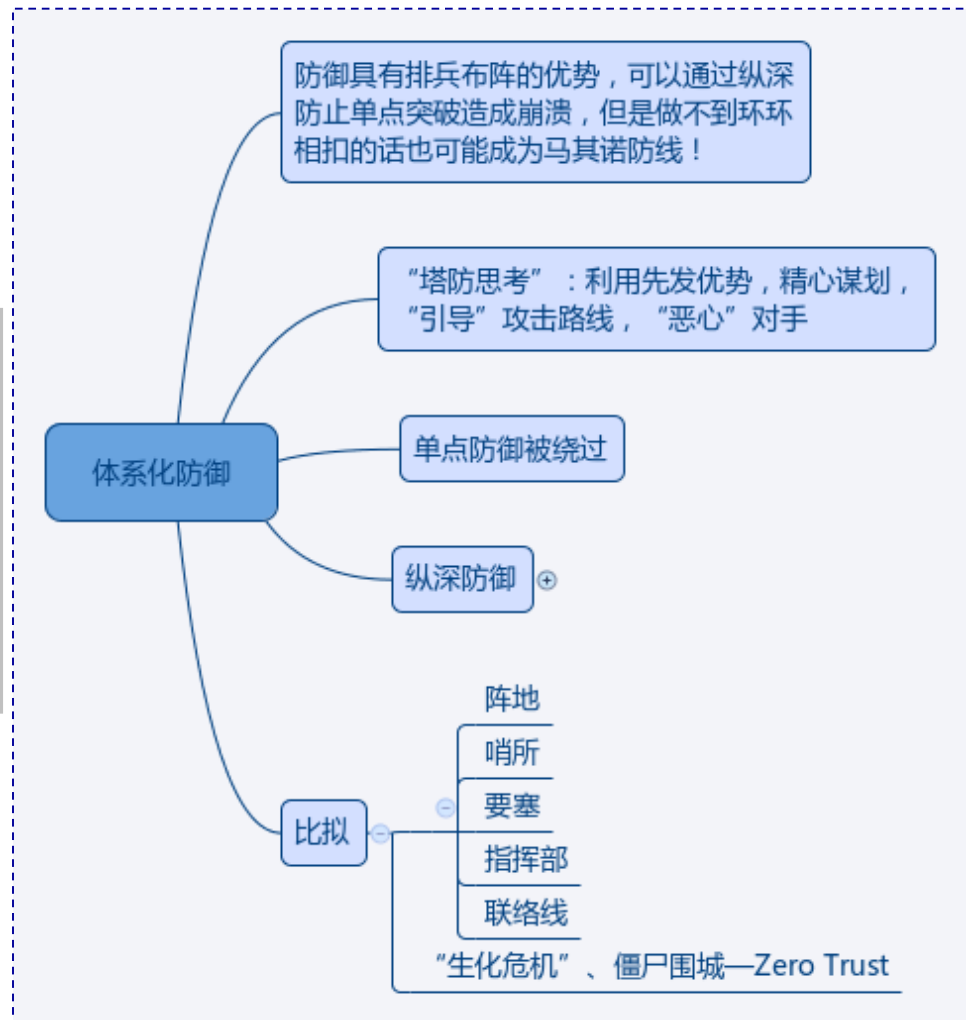 防御具有排兵布阵的优势，可以通过纵深
防止单点突破造成崩溃，但是做不到环环
相扣的话也可能成为马其诺防线！
“塔防思考”：利用先发优势，精心谋划，
“引导”攻击路线，“恶心”对手
体系化防御
单点防御被绕过
纵深防御
比拟
阵地
哨所
要塞
指挥部
联络线
“生化危机”、僵尸围城—Zero Trust